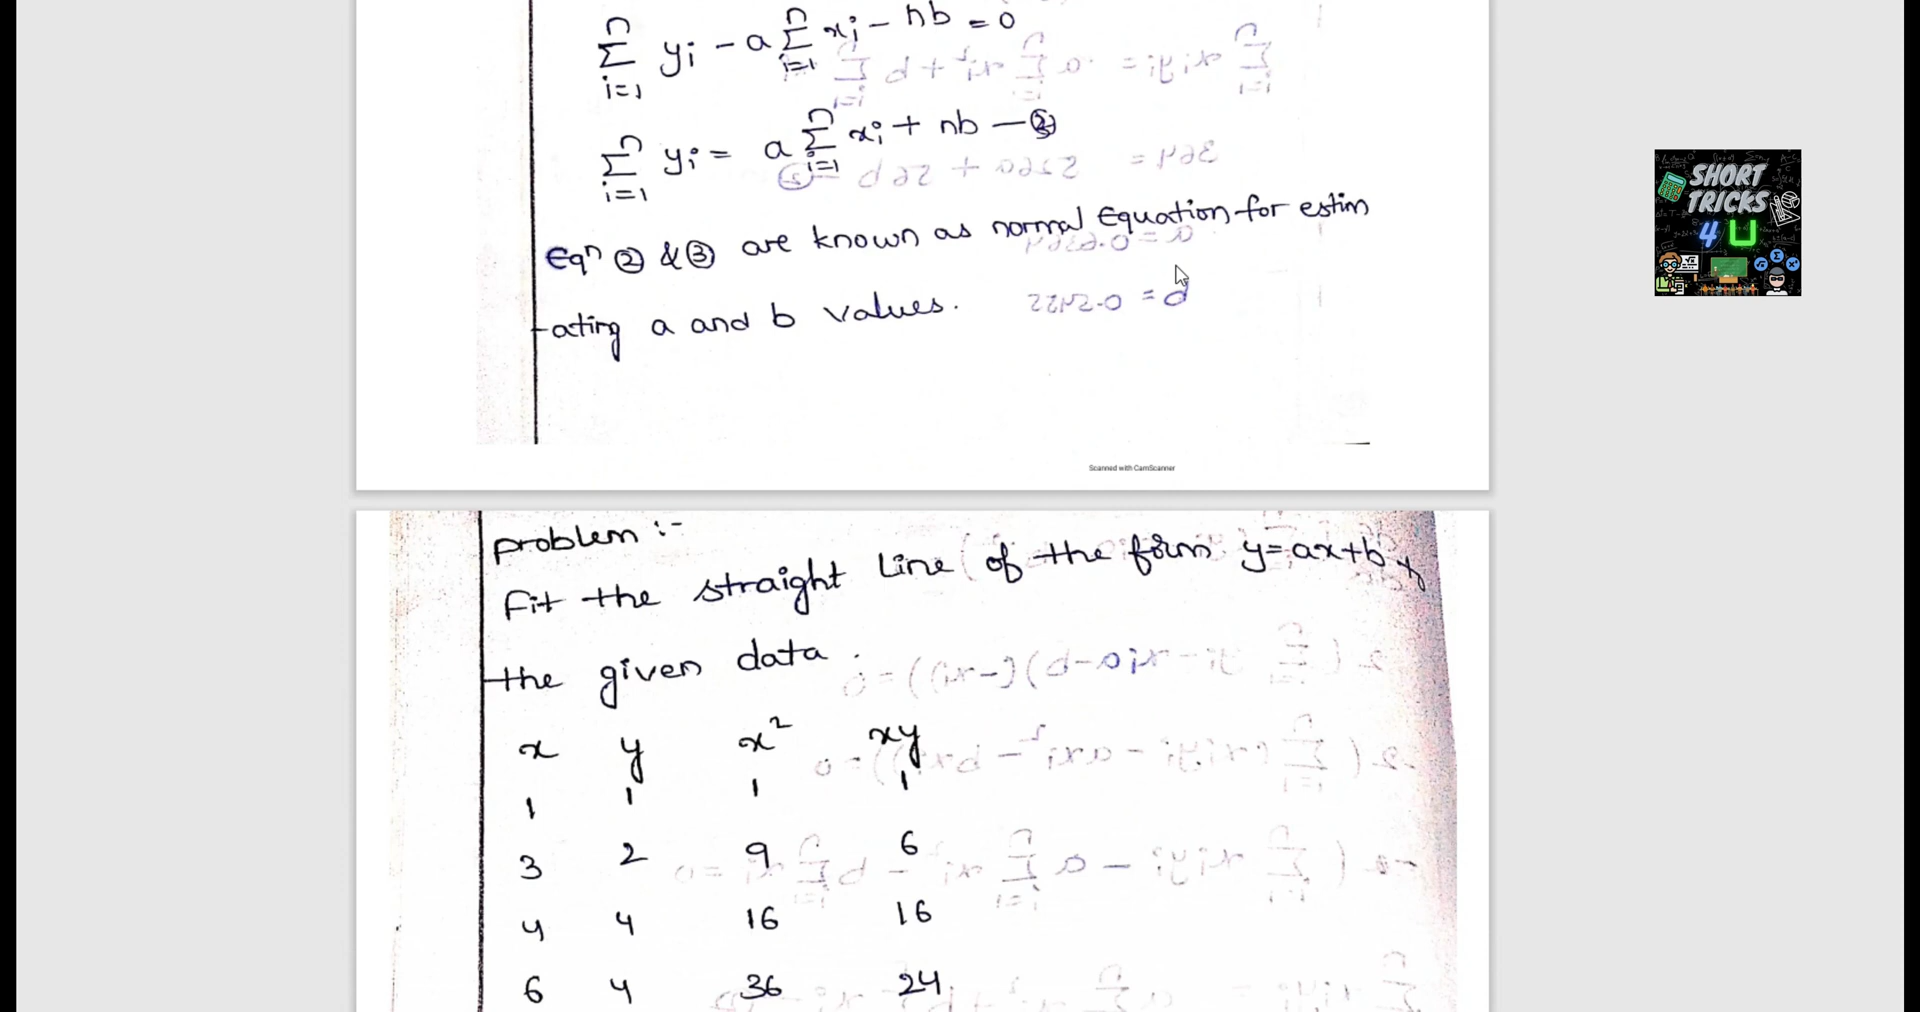 n n
Σ yi - a Σ xi - nb = 0
i=1 i=1
n n
Σ yi = a Σ xi + nb — ③
i=1 i=1
Eqn ② & ③ are known as normal Equation for estim
-ating a and b values.
SHORT
TRICKS
4 U
Scanned with CamScanner
problem :-
Fit the straight Line of the form y=ax+b
the given data.
x y x² xy
1 1 1 1
3 2 9 6
4 4 16 16
6 4 36 24